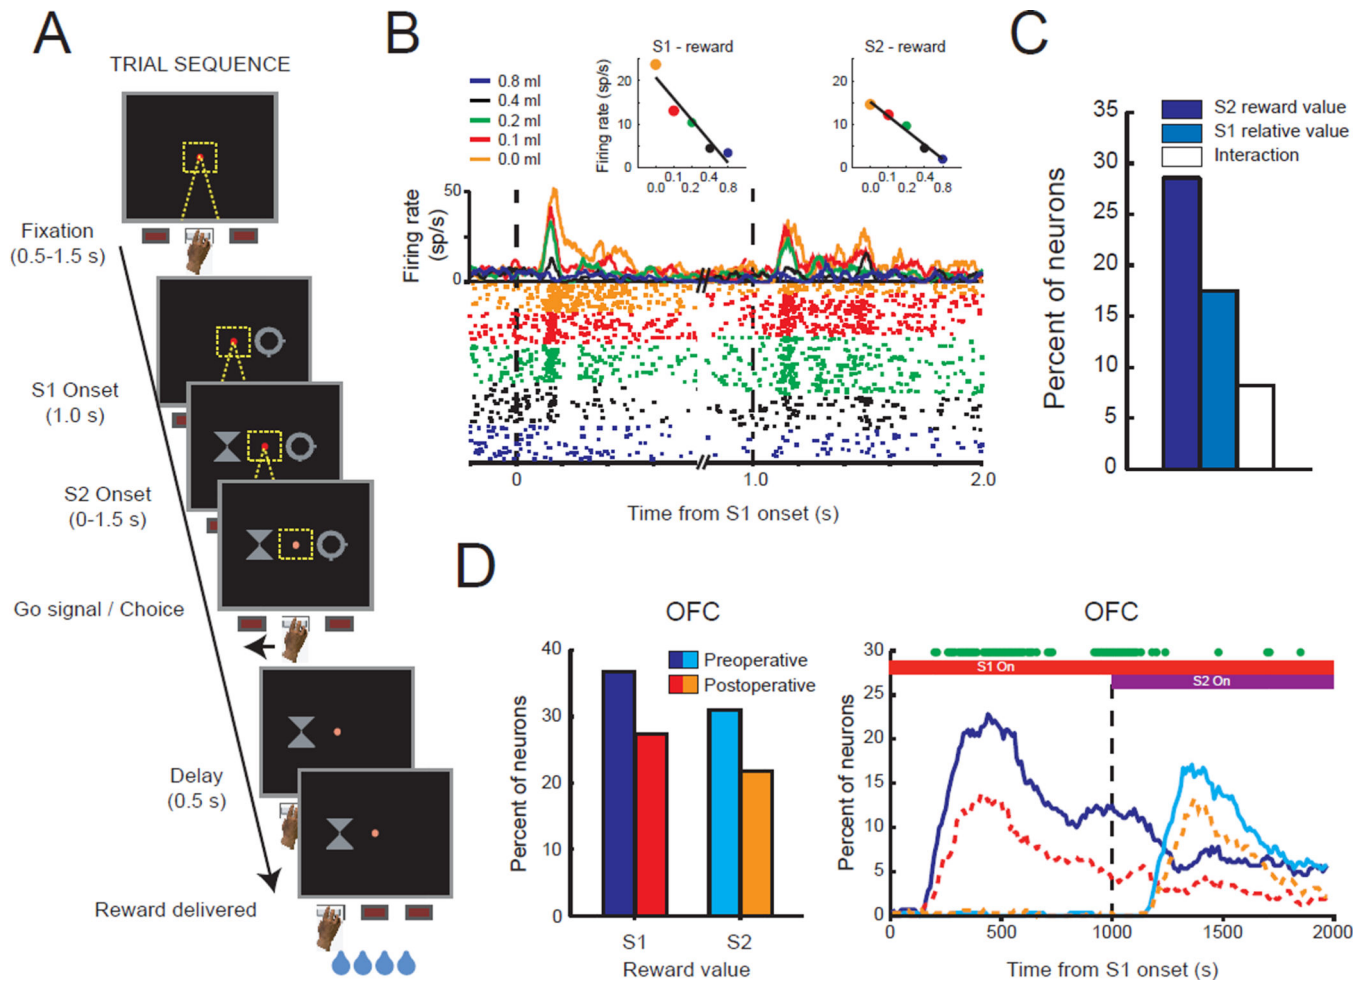 A
TRIAL SEQUENCE
Fixation
(0.5-1.5 s)
S1 Onset
(1.0 s)
S2 Onset
(0-1.5 s)
Go signal / Choice
Delay
(0.5 s)
Reward delivered
B
0.8 ml
0.4 ml
0.2 ml
0.1 ml
0.0 ml
S1 - reward
Firing rate (sp/s)
20
10
0
0.1 0.4
0.0 0.2 0.8
S2 - reward
20
10
0
0.1 0.4
0.0 0.2 0.8
Firing rate
(sp/s)
50
0
0 1.0 2.0
Time from S1 onset (s)
C
S2 reward value
S1 relative value
Interaction
Percent of neurons
35
30
25
20
15
10
5
0
D
OFC
Preoperative
Postoperative
Percent of neurons
40
30
20
10
0
S1 S2
Reward value
OFC
S1 On
S2 On
Percent of neurons
30
25
20
15
10
5
0
0 500 1000 1500 2000
Time from S1 onset (s)